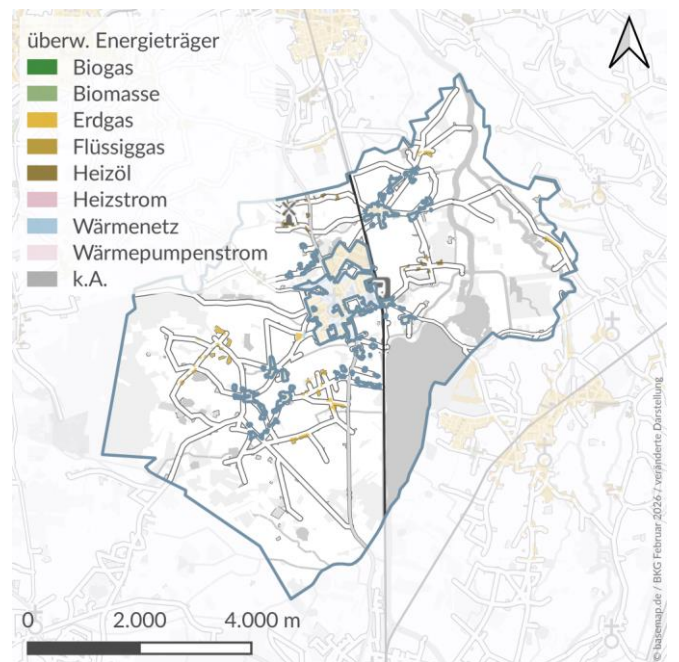 überw. Energieträger
Biogas
Biomasse
Erdgas
Flüssiggas
Heizöl
Heizstrom
Wärmenetz
Wärmepumpenstrom
k.A.
0 2.000 4.000 m
© basemap.de / BKG Februar 2026 / veränderte Darstellung